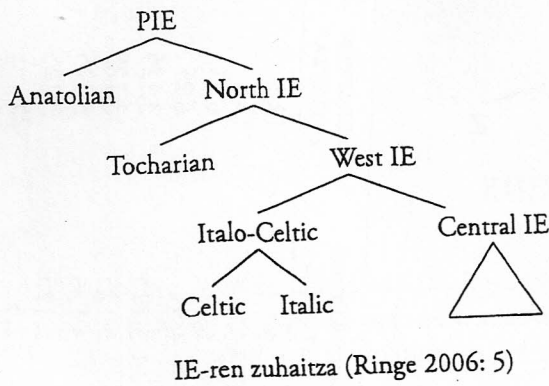 PIE
Anatolian North IE
Tocharian West IE
Italo-Celtic Central IE
Celtic Italic
IE-ren zuhaitza (Ringe 2006: 5)